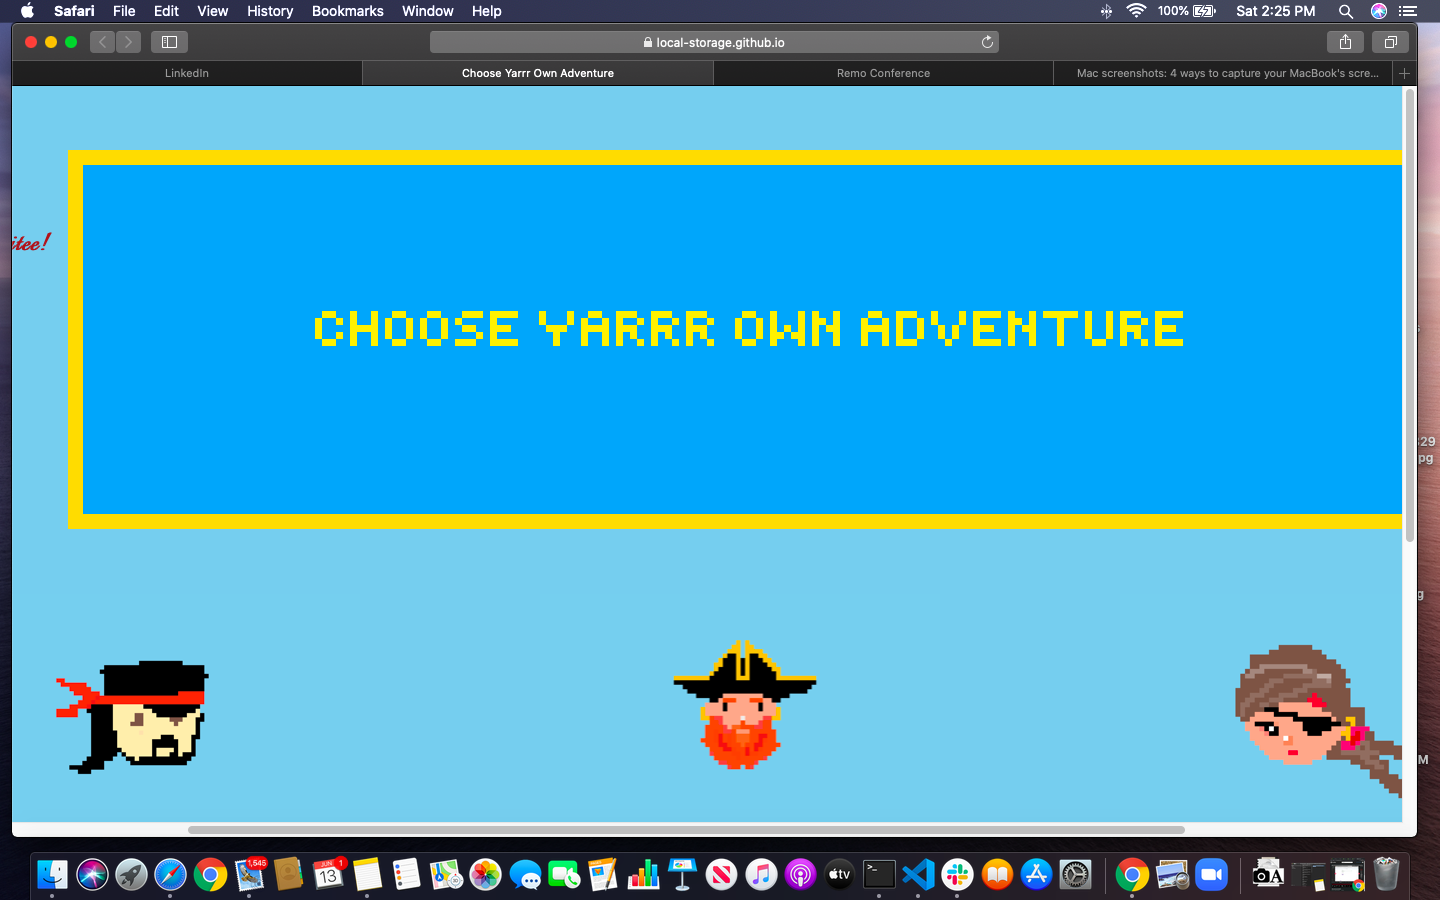 Safari File Edit View History Bookmarks Window Help 100% Sat 2:25 PM
local-storage.github.io
LinkedIn Choose Yarrr Own Adventure Remo Conference Mac screenshots: 4 ways to capture your MacBook's scre...
itee!
CHOOSE YARRR OWN ADVENTURE
s
29
pg
g
M
1,545
JUN 1
13
tv
A